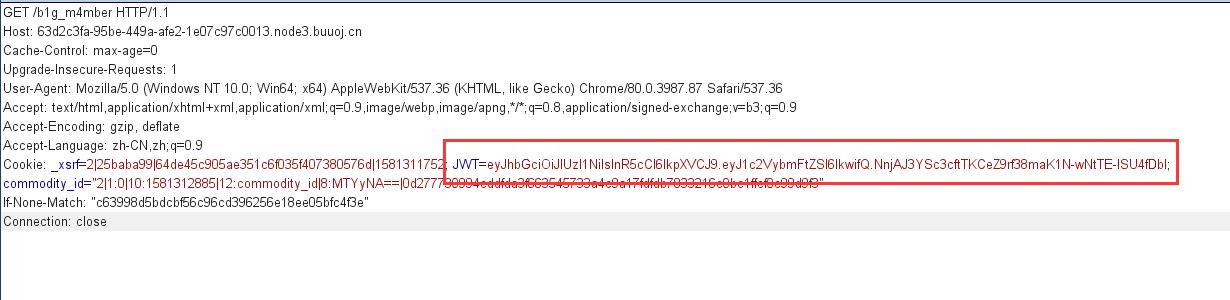 GET /b1g_m4mber HTTP/1.1
Host: 63d2c3fa-95be-449a-afe2-1e07c97c0013.node3.buuoj.cn
Cache-Control: max-age=0
Upgrade-Insecure-Requests: 1
User-Agent: Mozilla/5.0 (Windows NT 10.0; Win64; x64) AppleWebKit/537.36 (KHTML, like Gecko) Chrome/80.0.3987.87 Safari/537.36
Accept: text/html,application/xhtml+xml,application/xml;q=0.9,image/webp,image/apng,*/*;q=0.8,application/signed-exchange;v=b3;q=0.9
Accept-Encoding: gzip, deflate
Accept-Language: zh-CN,zh;q=0.9
Cookie: _xsrf=2|25baba99|64de45c905ae351c6f035f407380576d|1581311752; JWT=eyJhbGciOiJIUzI1NiIsInR5cCI6IkpXVCJ9.eyJ1c2VybmFtZSI6IkwifQ.NnjAJ3YSc3cftTKCeZ9rf38maK1N-wNtTE-ISU4fDbI;
commodity_id="2|1:0|10:1581312885|12:commodity_id|8:MTYyNA==
If-None-Match: "c63998d5bdcbf56c96cd396256e18ee05bfc4f3e"
Connection: close